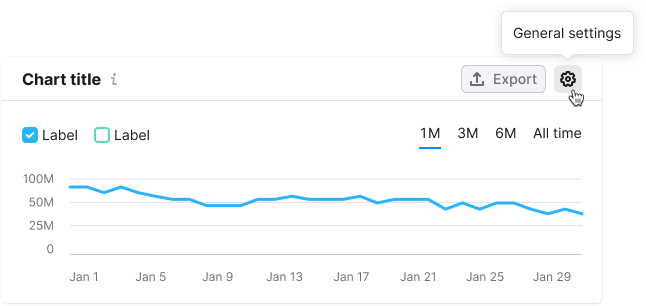 General settings
Chart title i
Export
Label Label
1M 3M 6M All time
100M
50M
25M
0
Jan 1 Jan 5 Jan 9 Jan 13 Jan 17 Jan 21 Jan 25 Jan 29